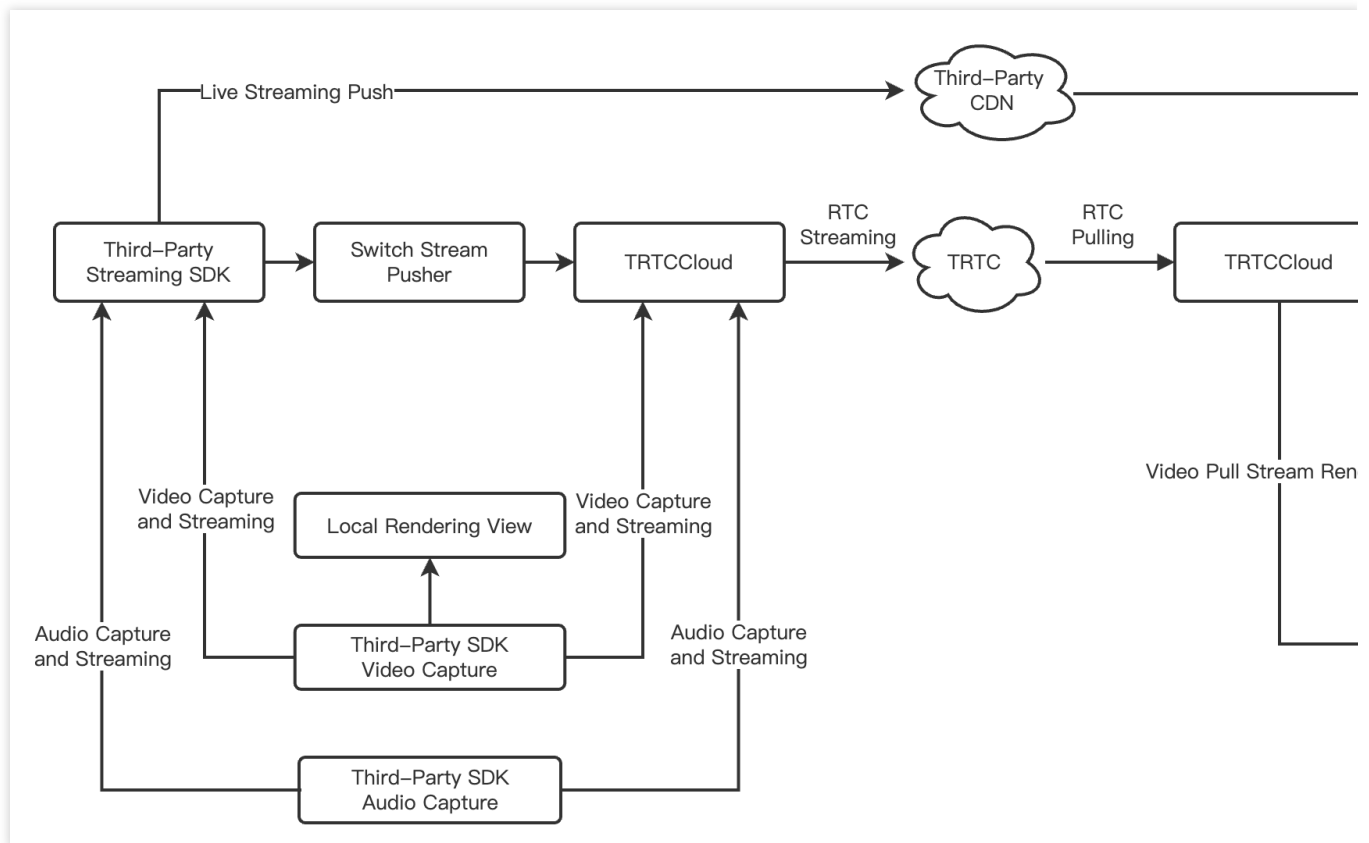 Live Streaming Push
Third-Party
CDN
Third-Party
Streaming SDK
Switch Stream
Pusher
TRTCCloud
RTC
Streaming
TRTC
RTC
Pulling
TRTCCloud
Video Capture
and Streaming
Local Rendering View
Video Capture
and Streaming
Video Pull Stream Ren
Audio Capture
and Streaming
Third-Party SDK
Video Capture
Audio Capture
and Streaming
Third-Party SDK
Audio Capture